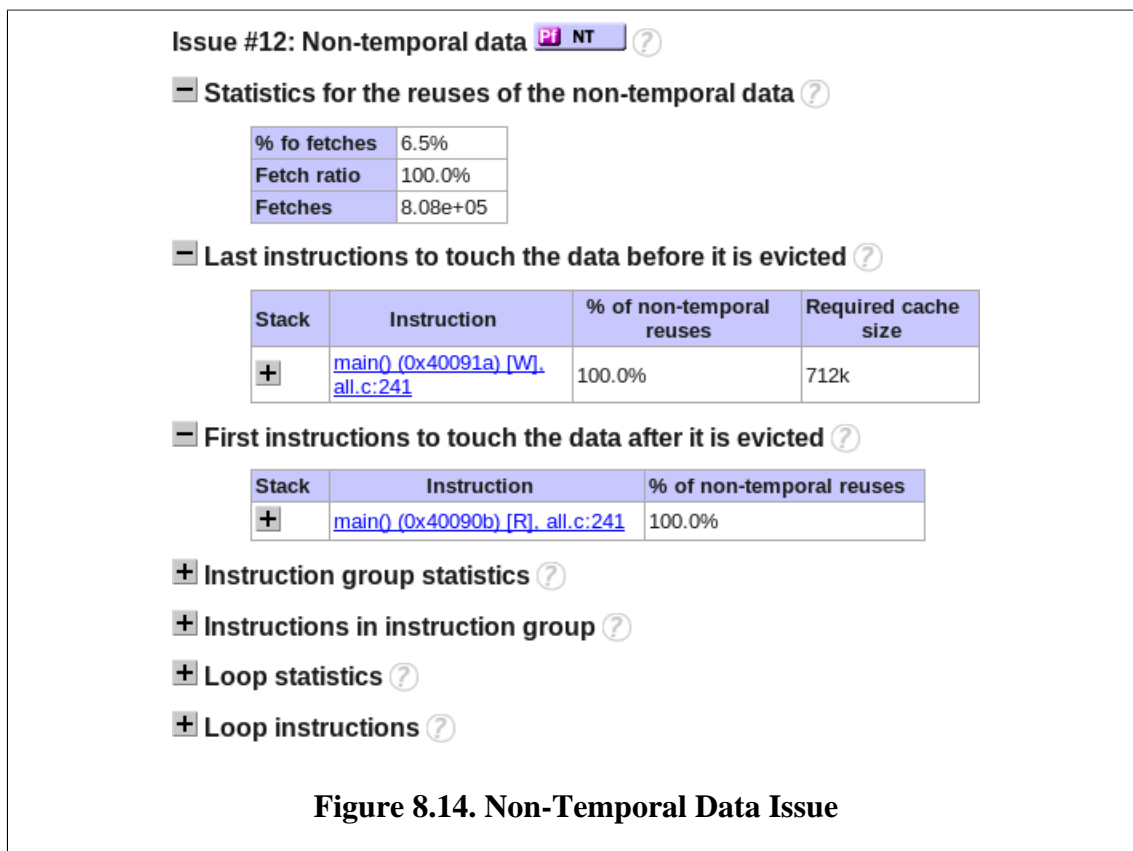 Issue #12: Non-temporal data Pf NT ?
− Statistics for the reuses of the non-temporal data ?
% fo fetches 6.5%
Fetch ratio 100.0%
Fetches 8.08e+05
− Last instructions to touch the data before it is evicted ?
Stack Instruction % of non-temporal reuses Required cache size
+ main() (0x40091a) [W], all.c:241 100.0% 712k
− First instructions to touch the data after it is evicted ?
Stack Instruction % of non-temporal reuses
+ main() (0x40090b) [R], all.c:241 100.0%
+ Instruction group statistics ?
+ Instructions in instruction group ?
+ Loop statistics ?
+ Loop instructions ?
Figure 8.14. Non-Temporal Data Issue